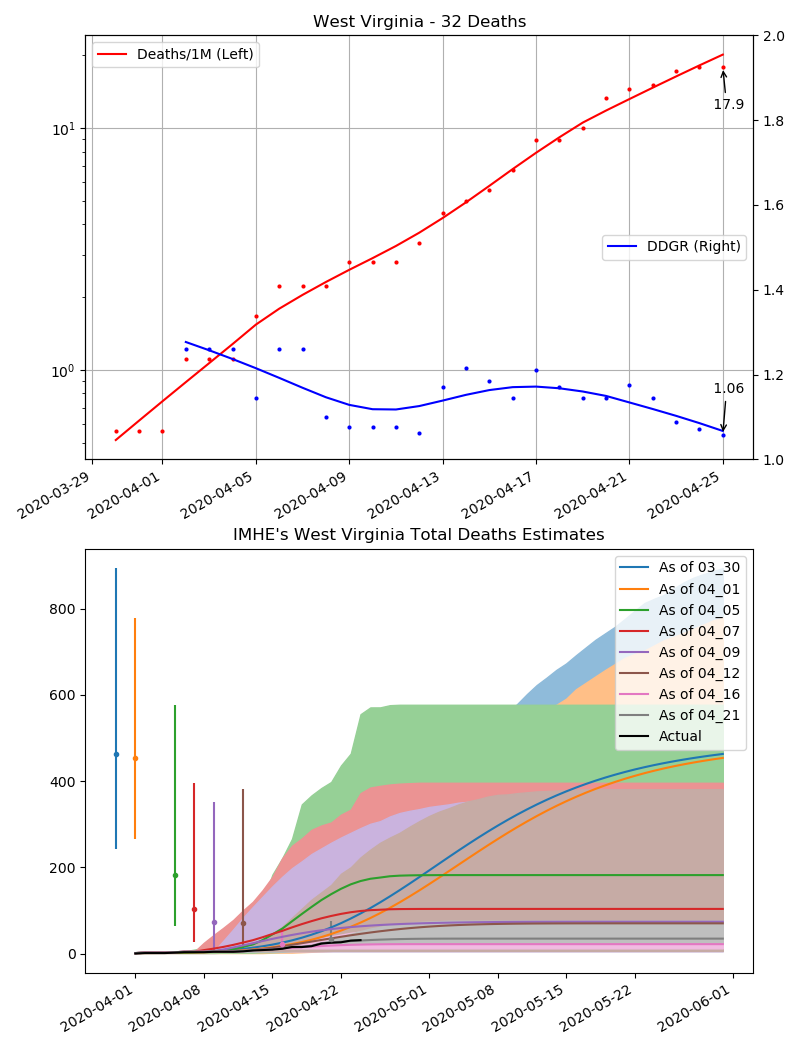 West Virginia - 32 Deaths
Deaths/1M (Left)
2.0
1.8
1.6
1.4
1.2
1.0
10¹
10⁰
17.9
DDGR (Right)
1.06
2020-03-29
2020-04-01
2020-04-05
2020-04-09
2020-04-13
2020-04-17
2020-04-21
2020-04-25
IMHE's West Virginia Total Deaths Estimates
800
600
400
200
0
As of 03_30
As of 04_01
As of 04_05
As of 04_07
As of 04_09
As of 04_12
As of 04_16
As of 04_21
Actual
2020-04-01
2020-04-08
2020-04-15
2020-04-22
2020-05-01
2020-05-08
2020-05-15
2020-05-22
2020-06-01